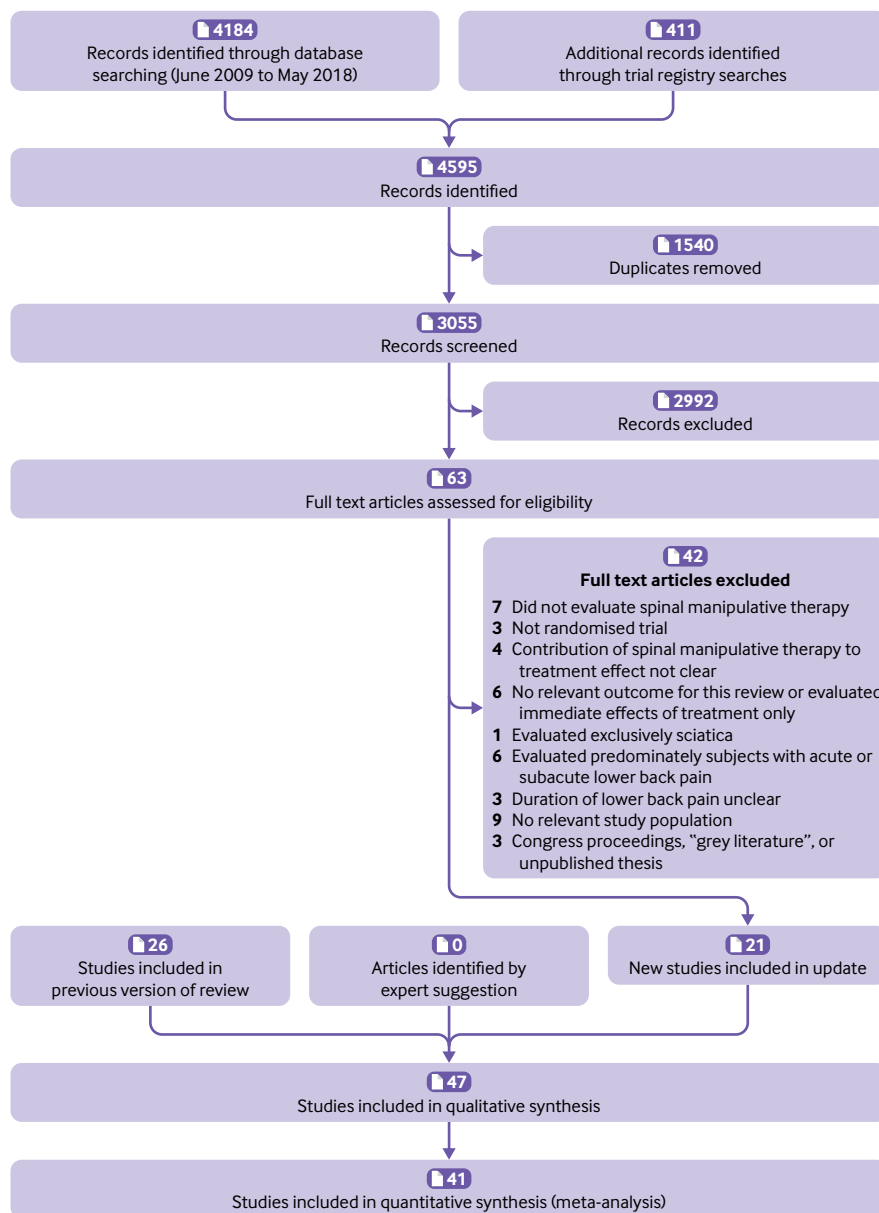 4184
Records identified through database
searching (June 2009 to May 2018)
411
Additional records identified
through trial registry searches
4595
Records identified
1540
Duplicates removed
3055
Records screened
2992
Records excluded
63
Full text articles assessed for eligibility
42
Full text articles excluded
7 Did not evaluate spinal manipulative therapy
3 Not randomised trial
4 Contribution of spinal manipulative therapy to
treatment effect not clear
6 No relevant outcome for this review or evaluated
immediate effects of treatment only
1 Evaluated exclusively sciatica
6 Evaluated predominately subjects with acute or
subacute lower back pain
3 Duration of lower back pain unclear
9 No relevant study population
3 Congress proceedings, "grey literature", or
unpublished thesis
26
Studies included in
previous version of review
0
Articles identified by
expert suggestion
21
New studies included in update
47
Studies included in qualitative synthesis
41
Studies included in quantitative synthesis (meta-analysis)